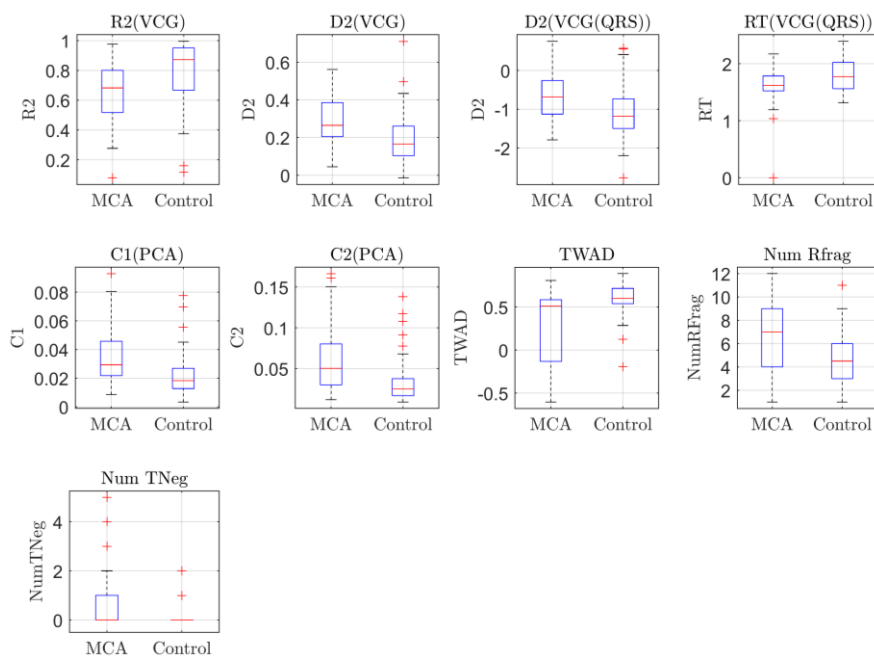 R2(VCG)
1
0.8
0.6
0.4
0.2
R2
MCA Control
D2(VCG)
0.6
0.4
0.2
0
D2
MCA Control
D2(VCG(QRS))
0
-1
-2
D2
MCA Control
RT(VCG(QRS))
2
1
0
RT
MCA Control
C1(PCA)
0.08
0.06
0.04
0.02
0
C1
MCA Control
C2(PCA)
0.15
0.1
0.05
C2
MCA Control
TWAD
0.5
0
-0.5
TWAD
MCA Control
Num Rfrag
12
10
8
6
4
2
NumRFrag
MCA Control
Num TNeg
4
2
0
NumTNeg
MCA Control